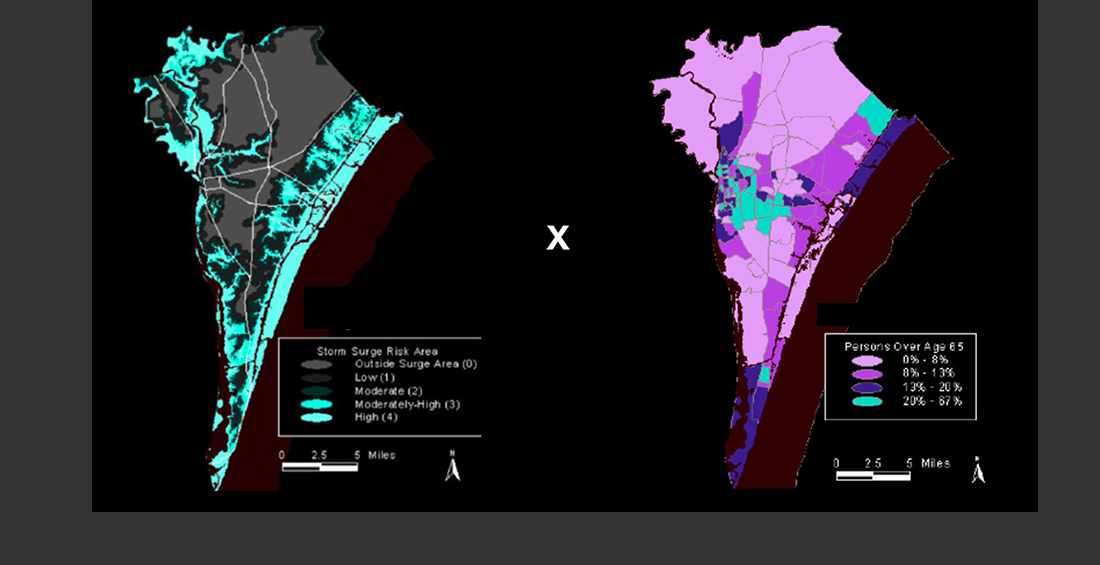 X
Storm Surge Risk Area
Outside Surge Area (0)
Low (1)
Moderate (2)
Moderately-High (3)
High (4)
0 2.5 5 Miles
N
Persons Over Age 65
0% - 8%
8% - 13%
13% - 20%
20% - 67%
0 2.5 5 Miles
N